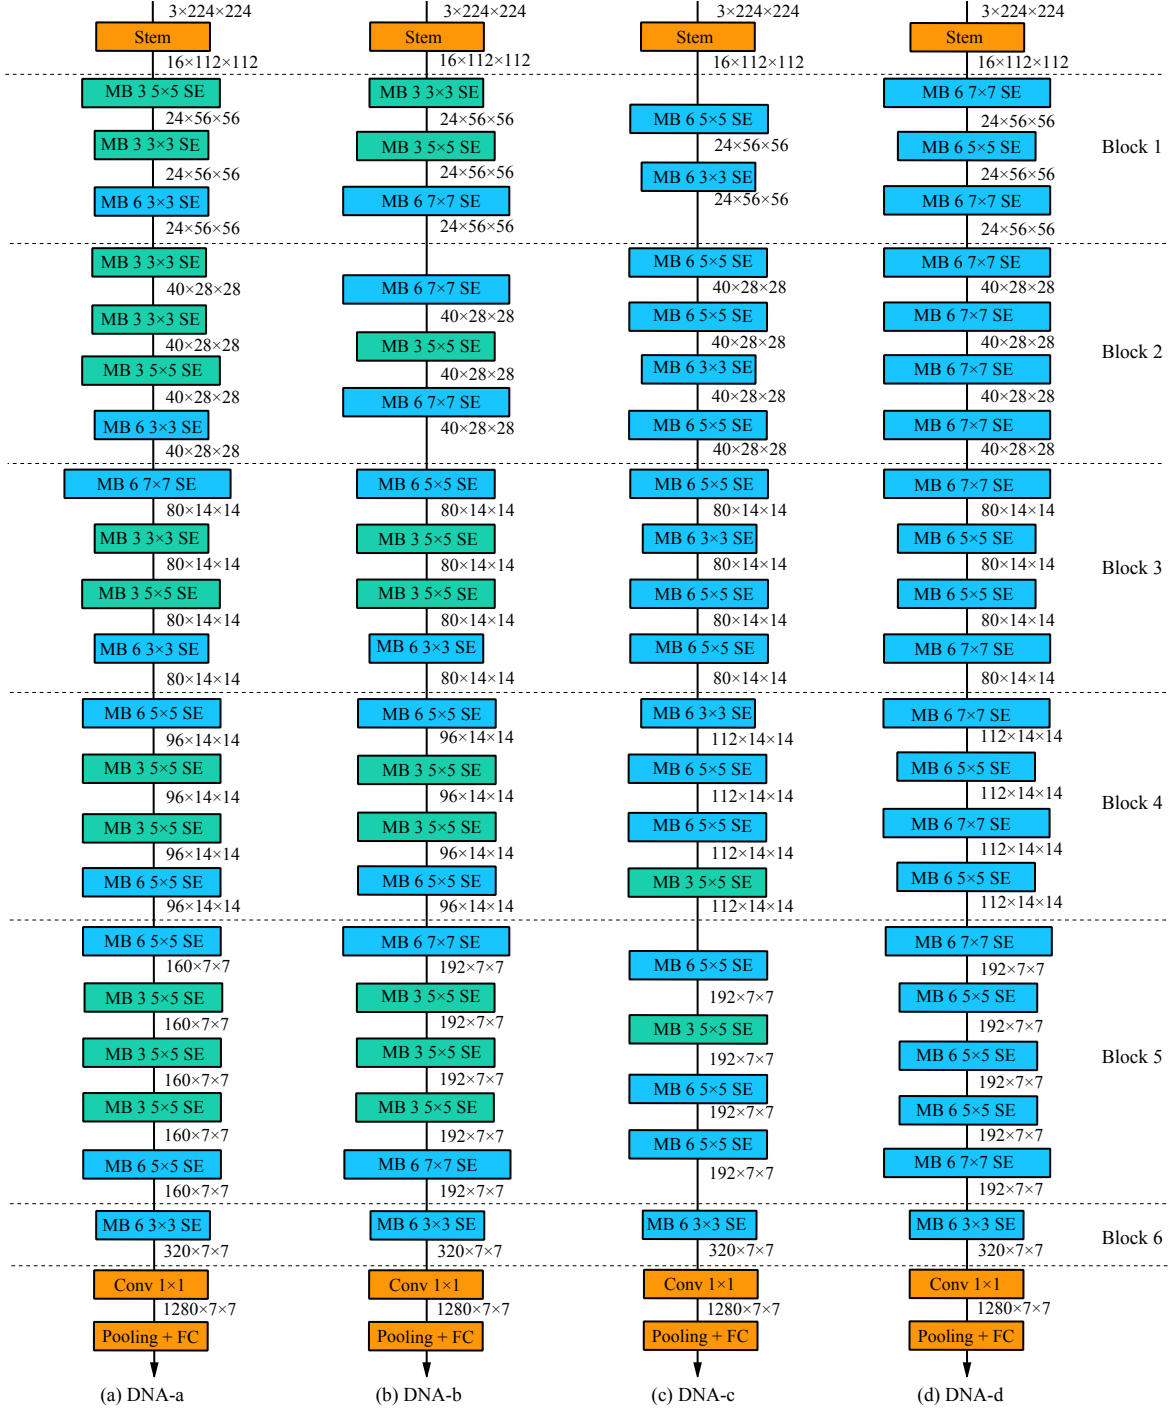 3×224×224 3×224×224 3×224×224 3×224×224
Stem Stem Stem Stem
16×112×112 16×112×112 16×112×112 16×112×112
MB 3 5×5 SE MB 3 3×3 SE MB 6 7×7 SE
24×56×56 24×56×56 MB 6 5×5 SE 24×56×56
MB 3 3×3 SE MB 3 5×5 SE 24×56×56 MB 6 5×5 SE Block 1
24×56×56 24×56×56 MB 6 3×3 SE 24×56×56
MB 6 3×3 SE MB 6 7×7 SE 24×56×56 MB 6 7×7 SE
24×56×56 24×56×56 24×56×56
MB 3 3×3 SE MB 6 5×5 SE MB 6 7×7 SE
40×28×28 MB 6 7×7 SE 40×28×28 40×28×28
MB 3 3×3 SE 40×28×28 MB 6 5×5 SE MB 6 7×7 SE
40×28×28 MB 3 5×5 SE 40×28×28 40×28×28 Block 2
MB 3 5×5 SE 40×28×28 MB 6 3×3 SE MB 6 7×7 SE
40×28×28 MB 6 7×7 SE 40×28×28 40×28×28
MB 6 3×3 SE 40×28×28 MB 6 5×5 SE MB 6 7×7 SE
40×28×28 40×28×28 40×28×28
MB 6 7×7 SE MB 6 5×5 SE MB 6 5×5 SE MB 6 7×7 SE
80×14×14 80×14×14 80×14×14 80×14×14
MB 3 3×3 SE MB 3 5×5 SE MB 6 3×3 SE MB 6 5×5 SE
80×14×14 80×14×14 80×14×14 80×14×14 Block 3
MB 3 5×5 SE MB 3 5×5 SE MB 6 5×5 SE MB 6 5×5 SE
80×14×14 80×14×14 80×14×14 80×14×14
MB 6 3×3 SE MB 6 3×3 SE MB 6 5×5 SE MB 6 7×7 SE
80×14×14 80×14×14 80×14×14 80×14×14
MB 6 5×5 SE MB 6 5×5 SE MB 6 3×3 SE MB 6 7×7 SE
96×14×14 96×14×14 112×14×14 112×14×14
MB 3 5×5 SE MB 3 5×5 SE MB 6 5×5 SE MB 6 5×5 SE
96×14×14 96×14×14 112×14×14 112×14×14 Block 4
MB 3 5×5 SE MB 3 5×5 SE MB 6 5×5 SE MB 6 7×7 SE
96×14×14 96×14×14 112×14×14 112×14×14
MB 6 5×5 SE MB 6 5×5 SE MB 3 5×5 SE MB 6 5×5 SE
96×14×14 96×14×14 112×14×14 112×14×14
MB 6 5×5 SE MB 6 7×7 SE MB 6 7×7 SE
160×7×7 192×7×7 MB 6 5×5 SE 192×7×7
MB 3 5×5 SE MB 3 5×5 SE 192×7×7 MB 6 5×5 SE
160×7×7 192×7×7 MB 3 5×5 SE 192×7×7
MB 3 5×5 SE MB 3 5×5 SE 192×7×7 MB 6 5×5 SE Block 5
160×7×7 192×7×7 MB 6 5×5 SE 192×7×7
MB 3 5×5 SE MB 3 5×5 SE 192×7×7 MB 6 5×5 SE
160×7×7 192×7×7 MB 6 5×5 SE 192×7×7
MB 6 5×5 SE MB 6 7×7 SE 192×7×7 MB 6 7×7 SE
160×7×7 192×7×7 192×7×7
MB 6 3×3 SE MB 6 3×3 SE MB 6 3×3 SE MB 6 3×3 SE Block 6
320×7×7 320×7×7 320×7×7 320×7×7
Conv 1×1 Conv 1×1 Conv 1×1 Conv 1×1
1280×7×7 1280×7×7 1280×7×7 1280×7×7
Pooling + FC Pooling + FC Pooling + FC Pooling + FC
(a) DNA-a (b) DNA-b (c) DNA-c (d) DNA-d